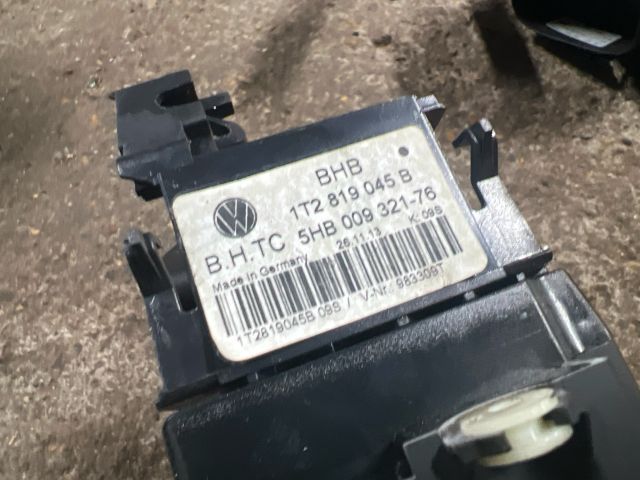 BHB
1T2 819 045 B
B.H.TC 5HB 009 321-76
Made in Germany 26.11.13 K: 09S
1T2819045B 09S / V-Nr. 983309T